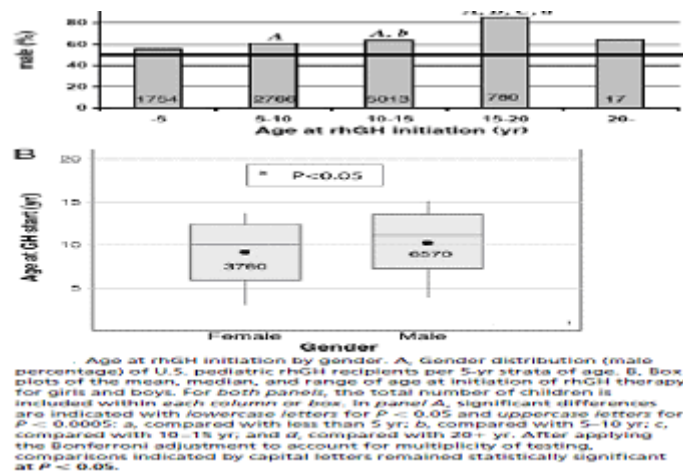 80
A, B, C, d
60
A
A, b
40
20
0
male (%)
1754
2766
5013
780
17
-5
5-10
10-15
15-20
20-
Age at rhGH initiation (yr)
B
20
15
10
5
Age at GH start (yr)
* P<0.05
3760
6570
Female
Male
Gender
. Age at rhGH initiation by gender. A, Gender distribution (male
percentage) of U.S. pediatric rhGH recipients per 5-yr strata of age. B, Box
plots of the mean, median, and range of age at initiation of rhGH therapy
for girls and boys. For both panels, the total number of children is
included within each column or box. In panel A, significant differences
are indicated with lowercase letters for P < 0.05 and uppercase letters for
P < 0.0005: a, compared with less than 5 yr; b, compared with 5–10 yr; c,
compared with 10–15 yr; and d, compared with 20+ yr. After applying
the Bonferroni adjustment to account for multiplicity of testing,
comparisons indicated by capital letters remained statistically significant
at P < 0.05.